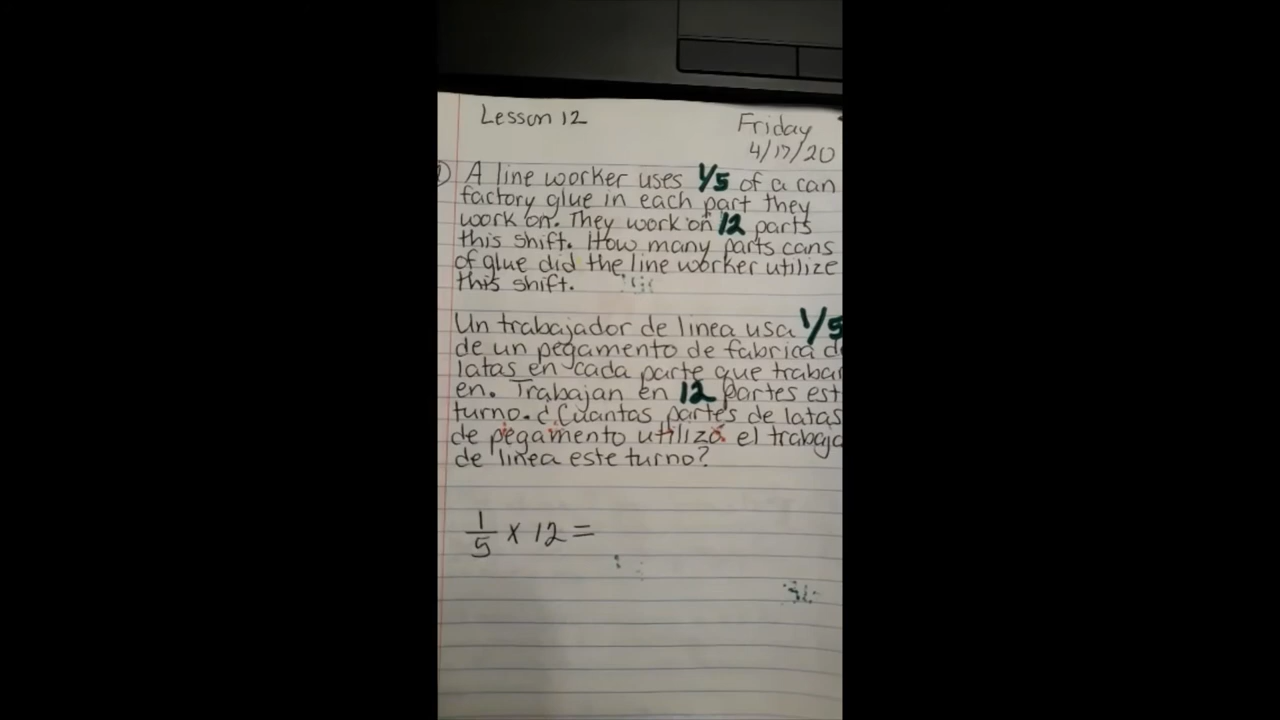 Lesson 12
Friday
4/17/20
1) A line worker uses 1/5 of a can
factory glue in each part they
work on. They work on 12 parts
this shift. How many parts cans
of glue did the line worker utilize
this shift.
Un trabajador de linea usa 1/5
de un pegamento de fabrica de
latas en cada parte que trabajan
en. Trabajan en 12 partes est
turno. ¿Cuantas partes de latas
de pegamento utilizó el trabaja
de linea este turno?
1/5 x 12 =